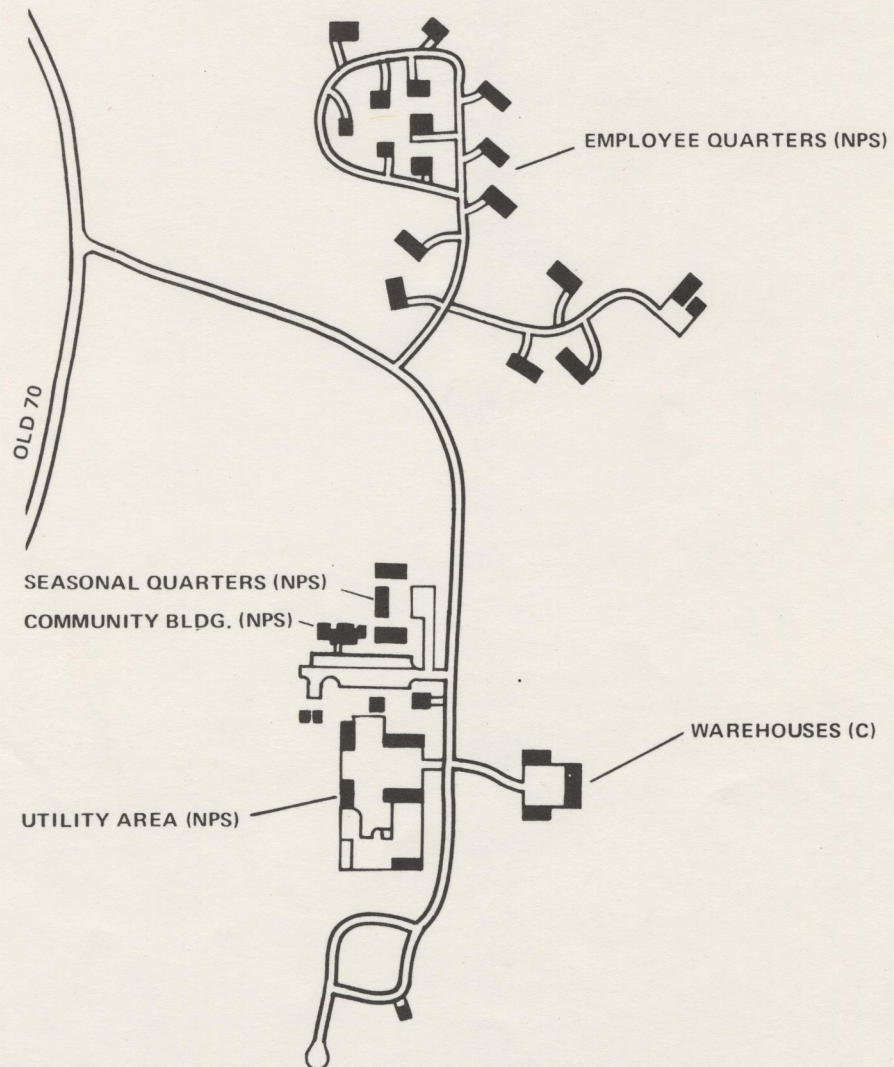 EMPLOYEE QUARTERS (NPS)
OLD 70
SEASONAL QUARTERS (NPS)
COMMUNITY BLDG. (NPS)
WAREHOUSES (C)
UTILITY AREA (NPS)